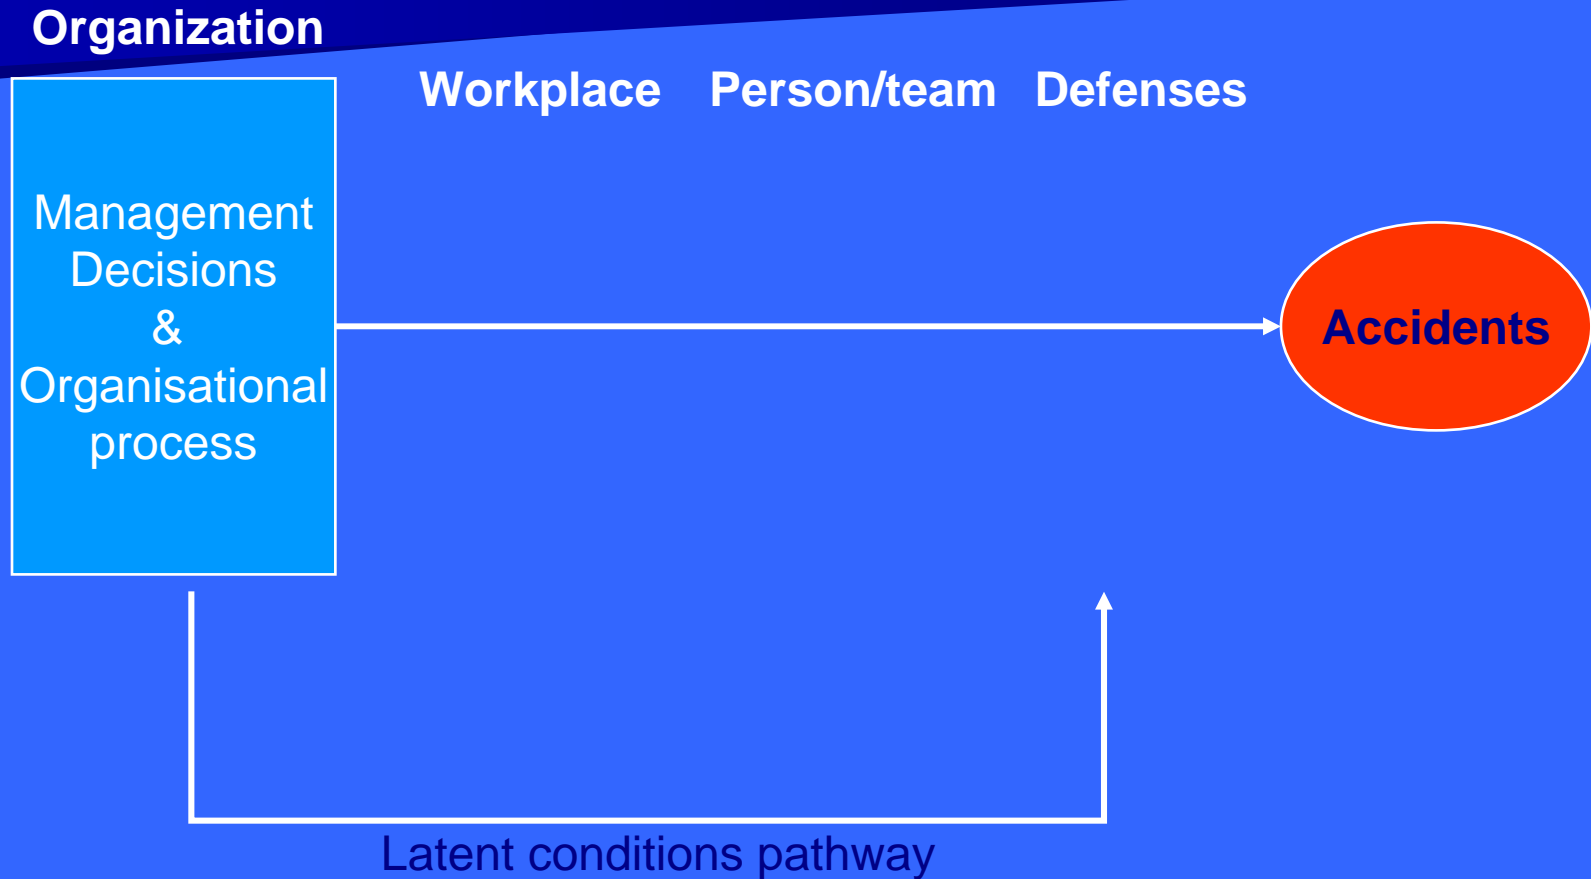 Organization
Workplace Person/team Defenses
Management
Decisions
&
Organisational
process
Accidents
Latent conditions pathway